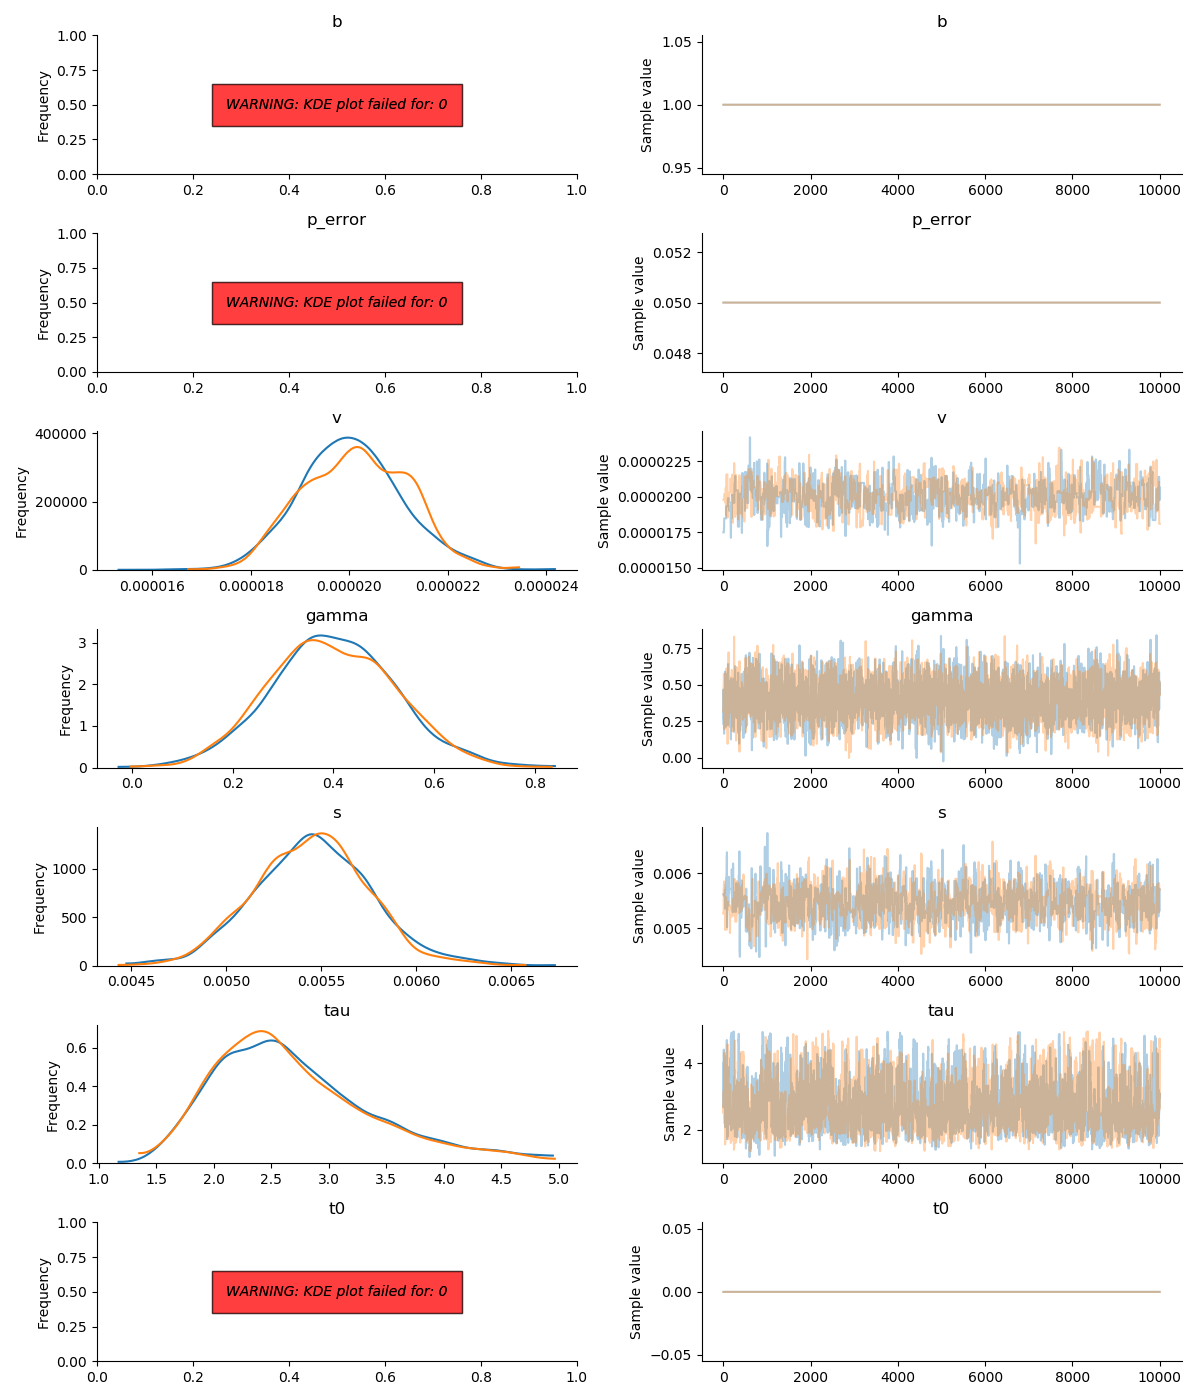 b
1.00
0.75
0.50
0.25
0.00
Frequency
WARNING: KDE plot failed for: 0
0.0 0.2 0.4 0.6 0.8 1.0
b
1.05
1.00
0.95
Sample value
0 2000 4000 6000 8000 10000
p_error
1.00
0.75
0.50
0.25
0.00
Frequency
WARNING: KDE plot failed for: 0
0.0 0.2 0.4 0.6 0.8 1.0
p_error
0.052
0.050
0.048
Sample value
0 2000 4000 6000 8000 10000
v
400000
200000
0
Frequency
0.000016 0.000018 0.000020 0.000022 0.000024
v
0.0000225
0.0000200
0.0000175
0.0000150
Sample value
0 2000 4000 6000 8000 10000
gamma
3
2
1
0
Frequency
0.0 0.2 0.4 0.6 0.8
gamma
0.75
0.50
0.25
0.00
Sample value
0 2000 4000 6000 8000 10000
s
1000
500
0
Frequency
0.0045 0.0050 0.0055 0.0060 0.0065
s
0.006
0.005
Sample value
0 2000 4000 6000 8000 10000
tau
0.6
0.4
0.2
0.0
Frequency
1.0 1.5 2.0 2.5 3.0 3.5 4.0 4.5 5.0
tau
4
2
Sample value
0 2000 4000 6000 8000 10000
t0
1.00
0.75
0.50
0.25
0.00
Frequency
WARNING: KDE plot failed for: 0
0.0 0.2 0.4 0.6 0.8 1.0
t0
0.05
0.00
−0.05
Sample value
0 2000 4000 6000 8000 10000